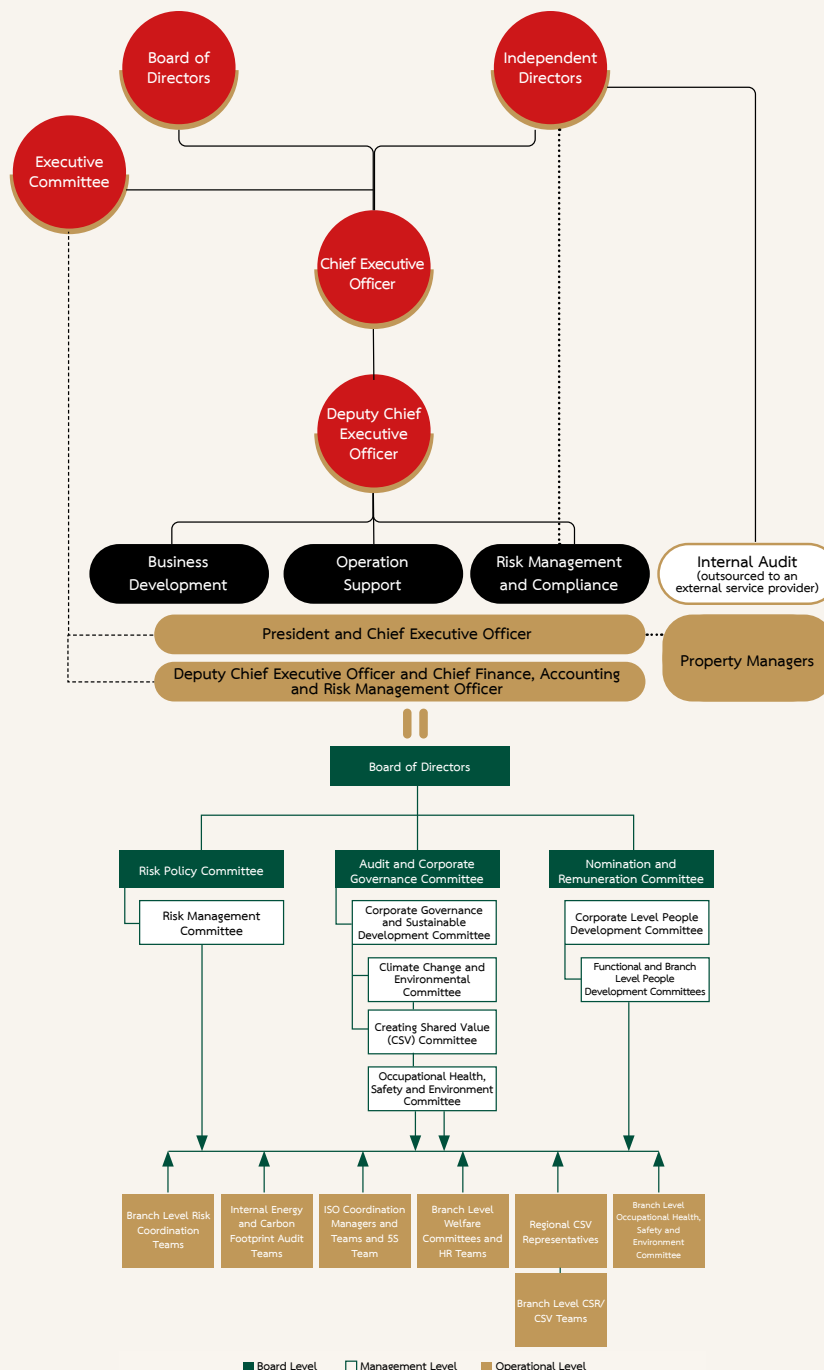 Board of
Directors
Independent
Directors
Executive
Committee
Chief Executive
Officer
Deputy Chief
Executive
Officer
Business
Development
Operation
Support
Risk Management
and Compliance
Internal Audit
(outsourced to an
external service provider)
President and Chief Executive Officer
Property Managers
Deputy Chief Executive Officer and Chief Finance, Accounting
and Risk Management Officer
Board of Directors
Risk Policy Committee
Audit and Corporate
Governance Committee
Nomination and
Remuneration Committee
Risk Management
Committee
Corporate Governance
and Sustainable
Development Committee
Corporate Level People
Development Committee
Climate Change and
Environmental
Committee
Functional and Branch
Level People
Development Committees
Creating Shared Value
(CSV) Committee
Occupational Health,
Safety and Environment
Committee
Branch Level Risk
Coordination
Teams
Internal Energy
and Carbon
Footprint Audit
Teams
ISO Coordination
Managers and
Teams and 5S
Team
Branch Level
Welfare
Committees and
HR Teams
Regional CSV
Representatives
Branch Level
Occupational Health,
Safety and
Environment
Committee
Branch Level CSR/
CSV Teams
Board Level
Management Level
Operational Level